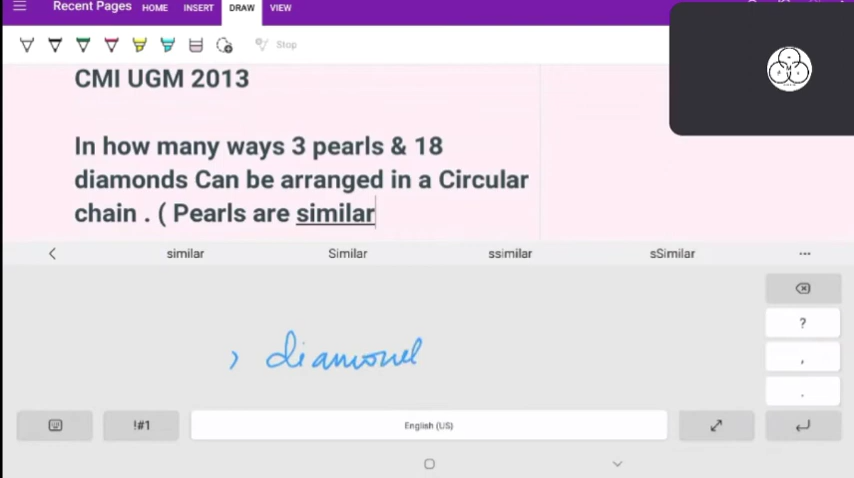 Recent Pages HOME INSERT DRAW VIEW
Stop
CMI UGM 2013
In how many ways 3 pearls & 18
diamonds Can be arranged in a Circular
chain . ( Pearls are similar
similar Similar ssimilar sSimilar ...
?
, diamond
,
.
!#1 English (US)